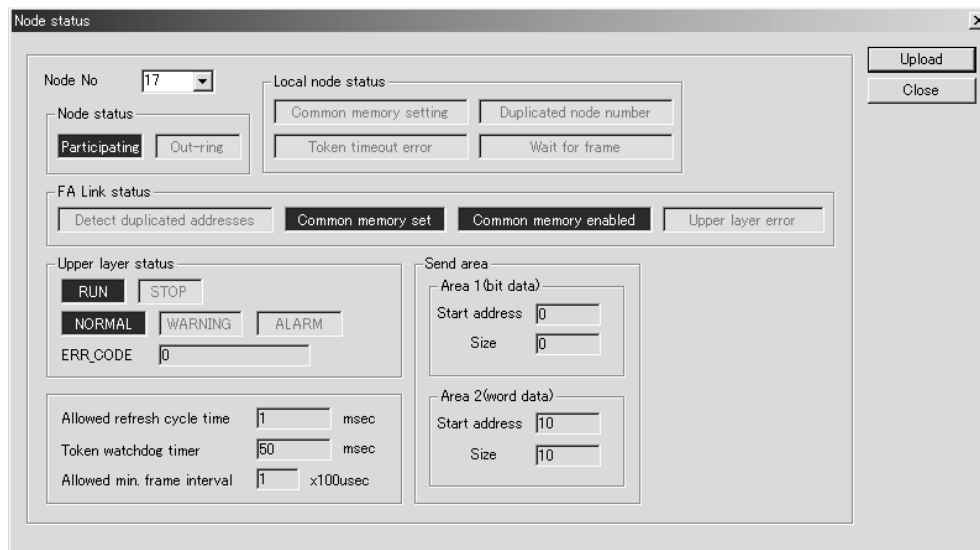 Node status
Upload
Close
Node No 17
Local node status
Common memory setting Duplicated node number
Token timeout error Wait for frame
Node status
Participating Out-ring
FA Link status
Detect duplicated addresses Common memory set Common memory enabled Upper layer error
Upper layer status
RUN STOP
NORMAL WARNING ALARM
ERR_CODE 0
Send area
Area 1(bit data)
Start address 0
Size 0
Area 2(word data)
Start address 10
Size 10
Allowed refresh cycle time 1 msec
Token watchdog timer 50 msec
Allowed min. frame interval 1 x100usec